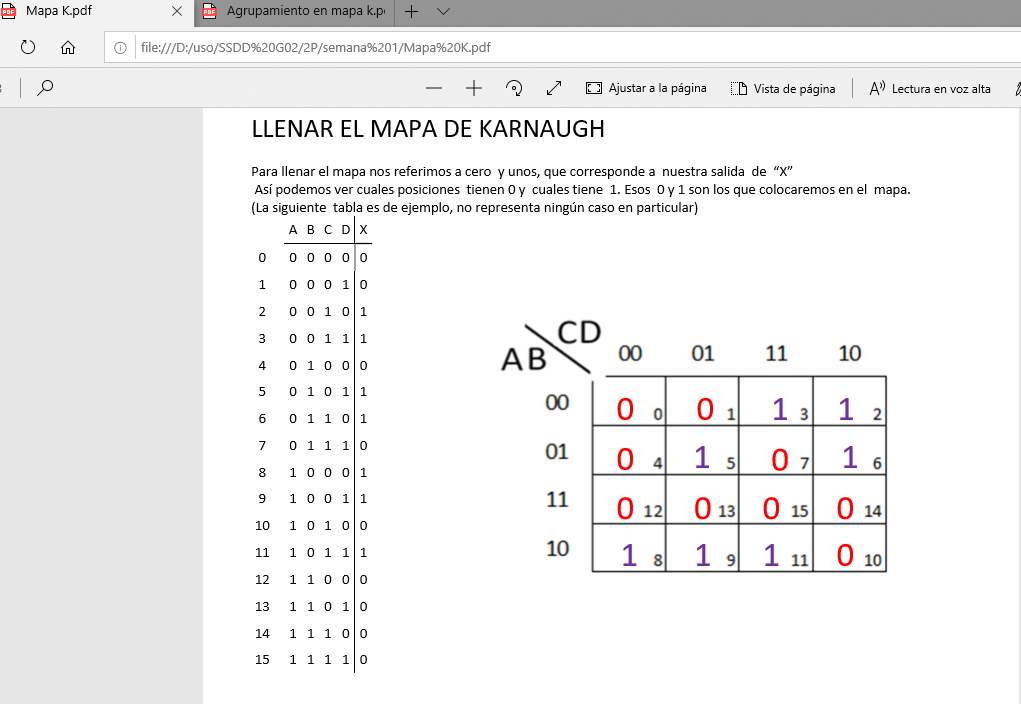 Mapa K.pdf
Agrupamiento en mapa k.p
file:///D:/uso/SSDD%20G02/2P/semana%201/Mapa%20K.pdf
Ajustar a la página
Vista de página
Lectura en voz alta
LLENAR EL MAPA DE KARNAUGH
Para llenar el mapa nos referimos a cero y unos, que corresponde a nuestra salida de “X”
Así podemos ver cuales posiciones tienen 0 y cuales tiene 1. Esos 0 y 1 son los que colocaremos en el mapa.
(La siguiente tabla es de ejemplo, no representa ningún caso en particular)
A B C D X
0 0 0 0 0 0
1 0 0 0 1 0
2 0 0 1 0 1
3 0 0 1 1 1
4 0 1 0 0 0
5 0 1 0 1 1
6 0 1 1 0 1
7 0 1 1 1 0
8 1 0 0 0 1
9 1 0 0 1 1
10 1 0 1 0 0
11 1 0 1 1 1
12 1 1 0 0 0
13 1 1 0 1 0
14 1 1 1 0 0
15 1 1 1 1 0
CD
AB
00 01 11 10
00 0 0 0 1 1 3 1 2
01 0 4 1 5 0 7 1 6
11 0 12 0 13 0 15 0 14
10 1 8 1 9 1 11 0 10